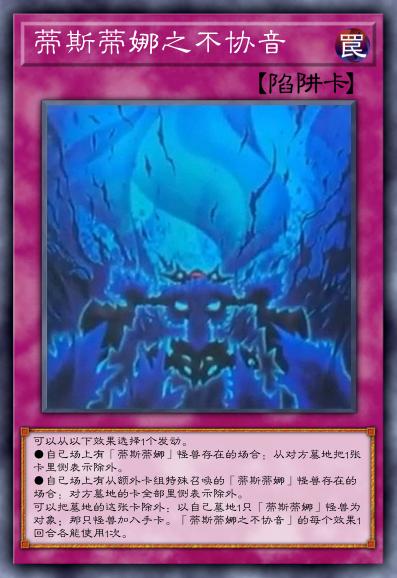 蒂斯蒂娜之不协音
罠
【陷阱卡】
可以从以下效果选择1个发动。
●自己场上有「蒂斯蒂娜」怪兽存在的场合：从对方墓地把1张
卡里侧表示除外。
●自己场上有从额外卡组特殊召唤的「蒂斯蒂娜」怪兽存在的
场合：对方墓地的卡全部里侧表示除外。
可以把墓地的这张卡除外：以自己墓地1只「蒂斯蒂娜」怪兽为
对象；那只怪兽加入手卡。「蒂斯蒂娜之不协音」的每个效果1
回合各能使用1次。